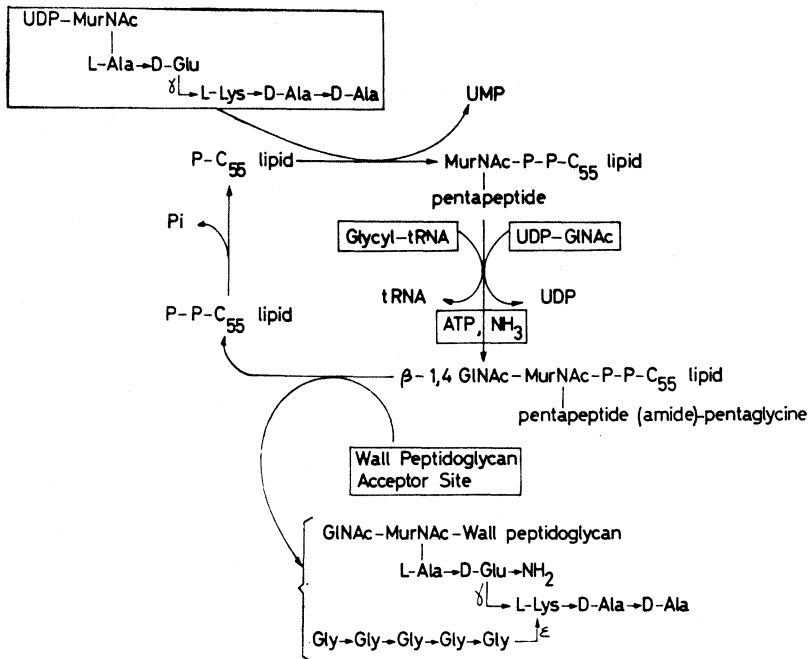 UDP–MurNAc
L–Ala→D–Glu
γ
L–Lys→D–Ala→D–Ala
UMP
P–C55 lipid
MurNAc–P–P–C55 lipid
pentapeptide
Pi
Glycyl–tRNA
UDP–GlNAc
tRNA
UDP
P–P–C55 lipid
ATP, NH3
β–1,4 GlNAc–MurNAc–P–P–C55 lipid
pentapeptide (amide)–pentaglycine
Wall Peptidoglycan
Acceptor Site
GlNAc–MurNAc–Wall peptidoglycan
L–Ala→D–Glu→NH2
γ
L–Lys→D–Ala→D–Ala
ε
Gly→Gly→Gly→Gly→Gly